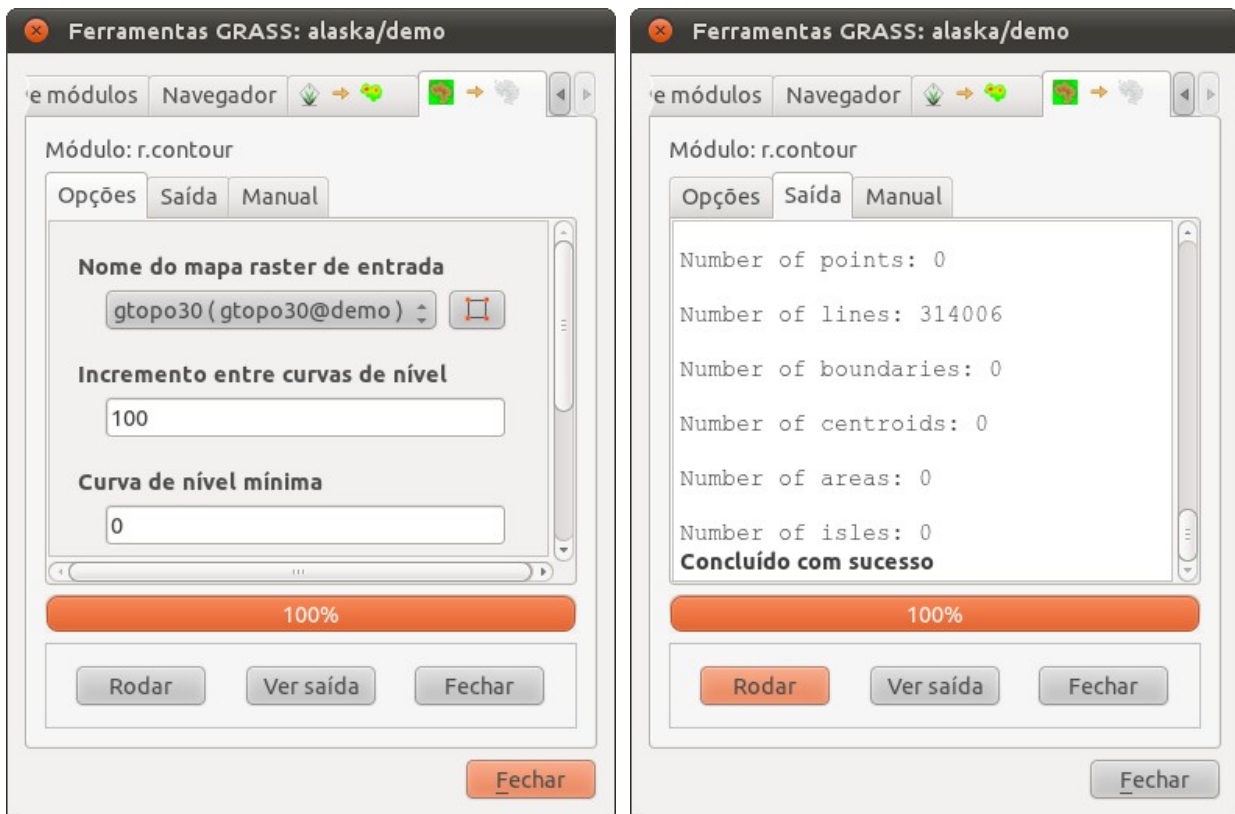 Ferramentas GRASS: alaska/demo
e módulos Navegador
Módulo: r.contour
Opções Saída Manual
Nome do mapa raster de entrada
gtopo30 ( gtopo30@demo )
Incremento entre curvas de nível
100
Curva de nível mínima
0
100%
Rodar Ver saída Fechar
Fechar
Ferramentas GRASS: alaska/demo
e módulos Navegador
Módulo: r.contour
Opções Saída Manual
Number of points: 0
Number of lines: 314006
Number of boundaries: 0
Number of centroids: 0
Number of areas: 0
Number of isles: 0
Concluído com sucesso
100%
Rodar Ver saída Fechar
Fechar